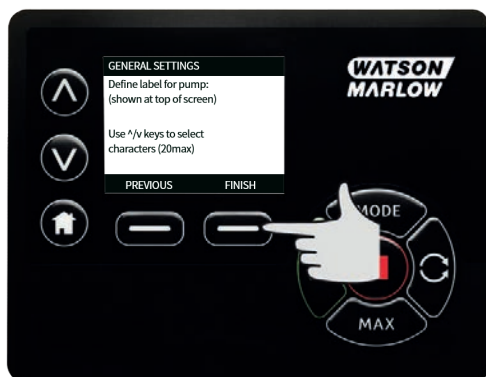 GENERAL SETTINGS
Define label for pump:
(shown at top of screen)
Use ^/v keys to select
characters (20max)
PREVIOUS FINISH
WATSON
MARLOW
MODE
MAX